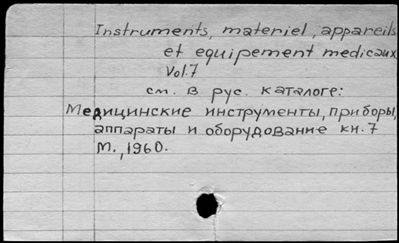 Instruments, materiel, appareils
et equipement medicaux
Vol.7
см. в рус. каталоге:
Медицинские инструменты, приборы,
аппараты и оборудование кн. 7
М., 1960.